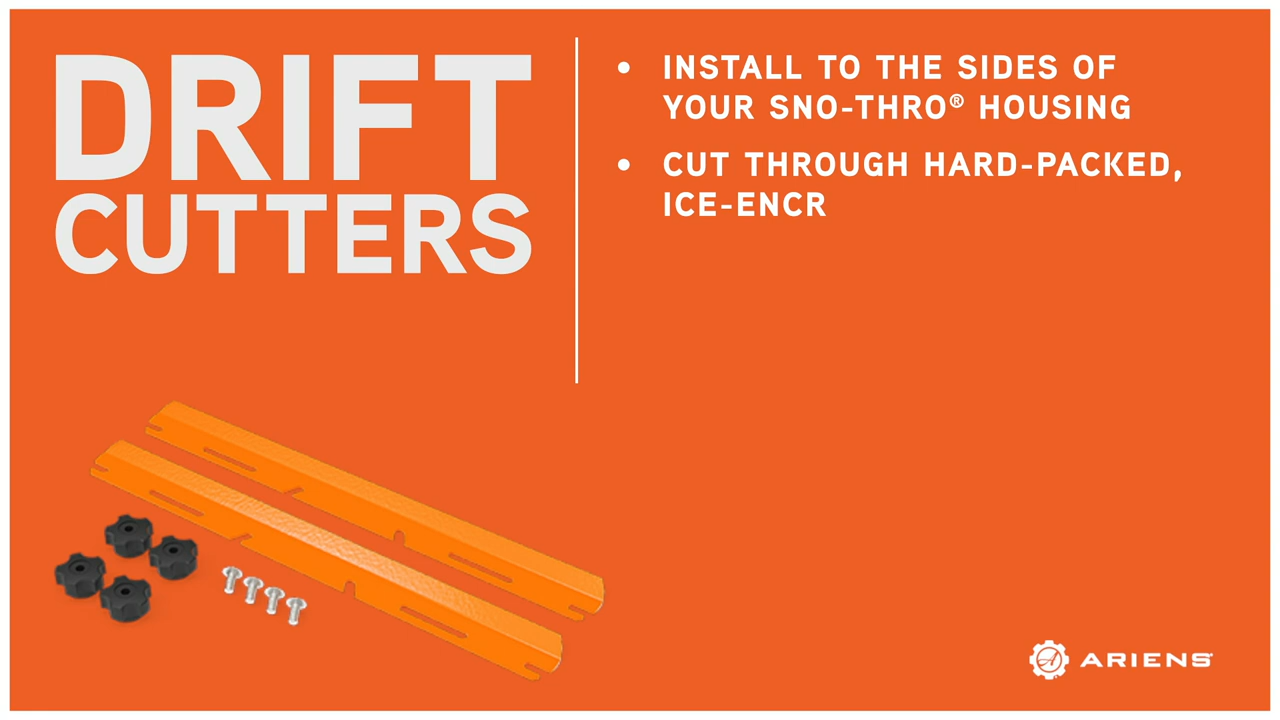 DRIFT
CUTTERS
• INSTALL TO THE SIDES OF
YOUR SNO-THRO® HOUSING
• CUT THROUGH HARD-PACKED,
ICE-ENCR
ARIENS